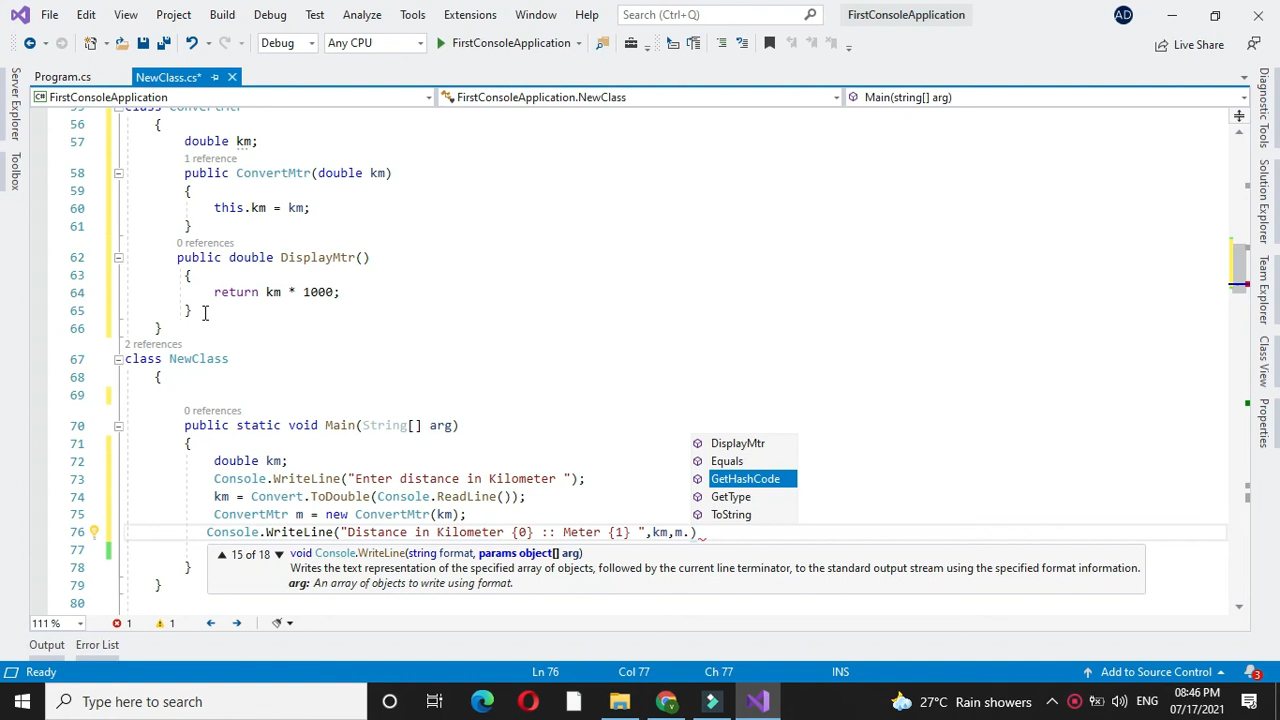 File Edit View Project Build Debug Test Analyze Tools Extensions Window Help Search (Ctrl+Q) FirstConsoleApplication AD
Debug Any CPU FirstConsoleApplication Live Share
Program.cs NewClass.cs*
FirstConsoleApplication FirstConsoleApplication.NewClass Main(string[] arg)
Server Explorer
Toolbox
Diagnostic Tools
Solution Explorer
Team Explorer
Class View
Properties
55 class ConvertMtr
56 {
57 double km;
1 reference
58 public ConvertMtr(double km)
59 {
60 this.km = km;
61 }
0 references
62 public double DisplayMtr()
63 {
64 return km * 1000;
65 }
66 }
2 references
67 class NewClass
68 {
69
0 references
70 public static void Main(String[] arg)
71 {
72 double km;
73 Console.WriteLine("Enter distance in Kilometer ");
74 km = Convert.ToDouble(Console.ReadLine());
75 ConvertMtr m = new ConvertMtr(km);
76 Console.WriteLine("Distance in Kilometer {0} :: Meter {1} ",km,m.)
DisplayMtr
Equals
GetHashCode
GetType
ToString
77 ▲ 15 of 18 ▼ void Console.WriteLine(string format, params object[] arg)
Writes the text representation of the specified array of objects, followed by the current line terminator, to the standard output stream using the specified format information.
arg: An array of objects to write using format.
78 }
79 }
80
111 % 1 1
Output Error List
Ready Ln 76 Col 77 Ch 77 INS Add to Source Control 3
Type here to search 27°C Rain showers ENG 08:46 PM 07/17/2021